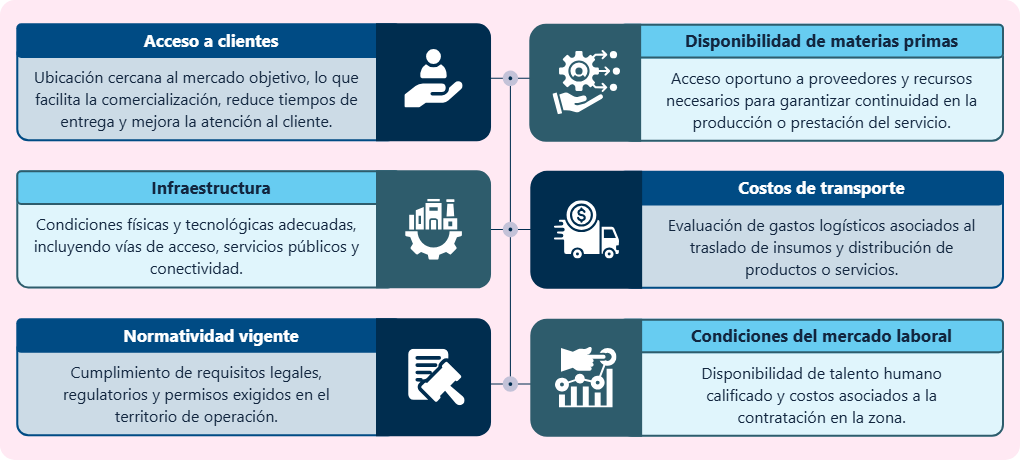 Acceso a clientes
Ubicación cercana al mercado objetivo, lo que
facilita la comercialización, reduce tiempos de
entrega y mejora la atención al cliente.
Disponibilidad de materias primas
Acceso oportuno a proveedores y recursos
necesarios para garantizar continuidad en la
producción o prestación del servicio.
Infraestructura
Condiciones físicas y tecnológicas adecuadas,
incluyendo vías de acceso, servicios públicos y
conectividad.
Costos de transporte
Evaluación de gastos logísticos asociados al
traslado de insumos y distribución de
productos o servicios.
Normatividad vigente
Cumplimiento de requisitos legales,
regulatorios y permisos exigidos en el
territorio de operación.
Condiciones del mercado laboral
Disponibilidad de talento humano
calificado y costos asociados a la
contratación en la zona.